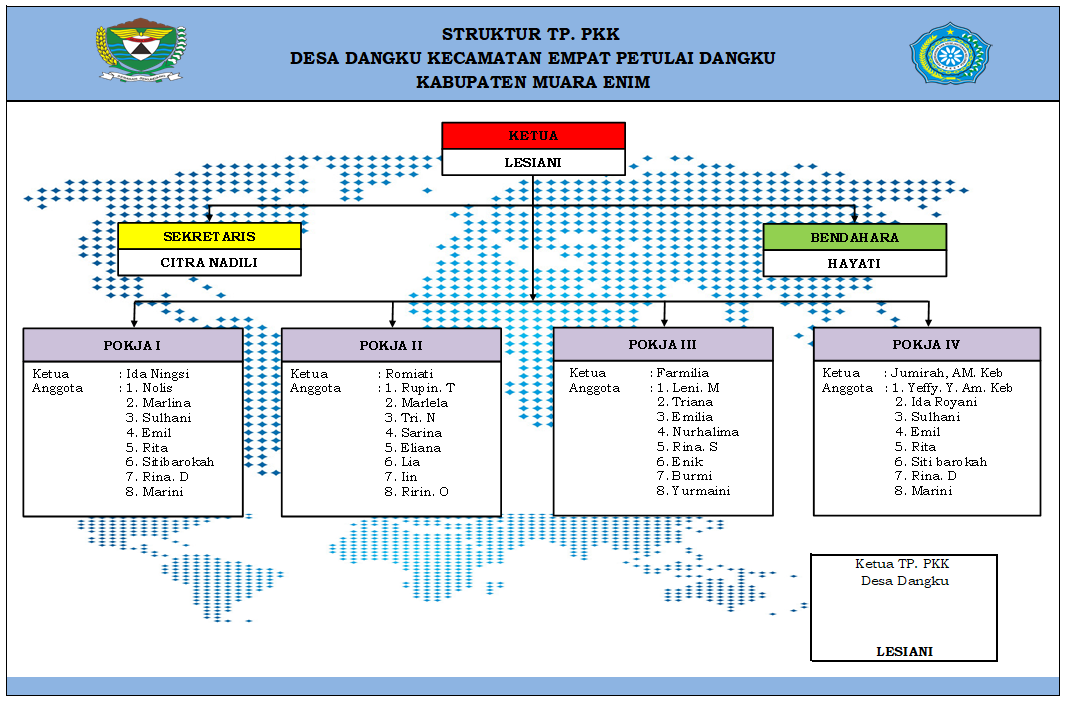 STRUKTUR TP. PKK
DESA DANGKU KECAMATAN EMPAT PETULAI DANGKU
KABUPATEN MUARA ENIM
KETUA
LESIANI
SEKRETARIS
CITRA NADILI
BENDAHARA
HAYATI
POKJA I
Ketua : Ida Ningsi
Anggota : 1. Nolis
2. Marlina
3. Sulhani
4. Emil
5. Rita
6. Sitibarokah
7. Rina. D
8. Marini
POKJA II
Ketua : Romiati
Anggota : 1. Rupin. T
2. Marlela
3. Tri. N
4. Sarina
5. Eliana
6. Lia
7. Iin
8. Ririn. O
POKJA III
Ketua : Farmilia
Anggota : 1. Leni. M
2. Triana
3. Emilia
4. Nurhalima
5. Rina. S
6. Enik
7. Burmi
8. Yurmaini
POKJA IV
Ketua : Jumirah, AM. Keb
Anggota : 1. Yeffy. Y. Am. Keb
2. Ida Royani
3. Sulhani
4. Emil
5. Rita
6. Siti barokah
7. Rina. D
8. Marini
Ketua TP. PKK
Desa Dangku
LESIANI